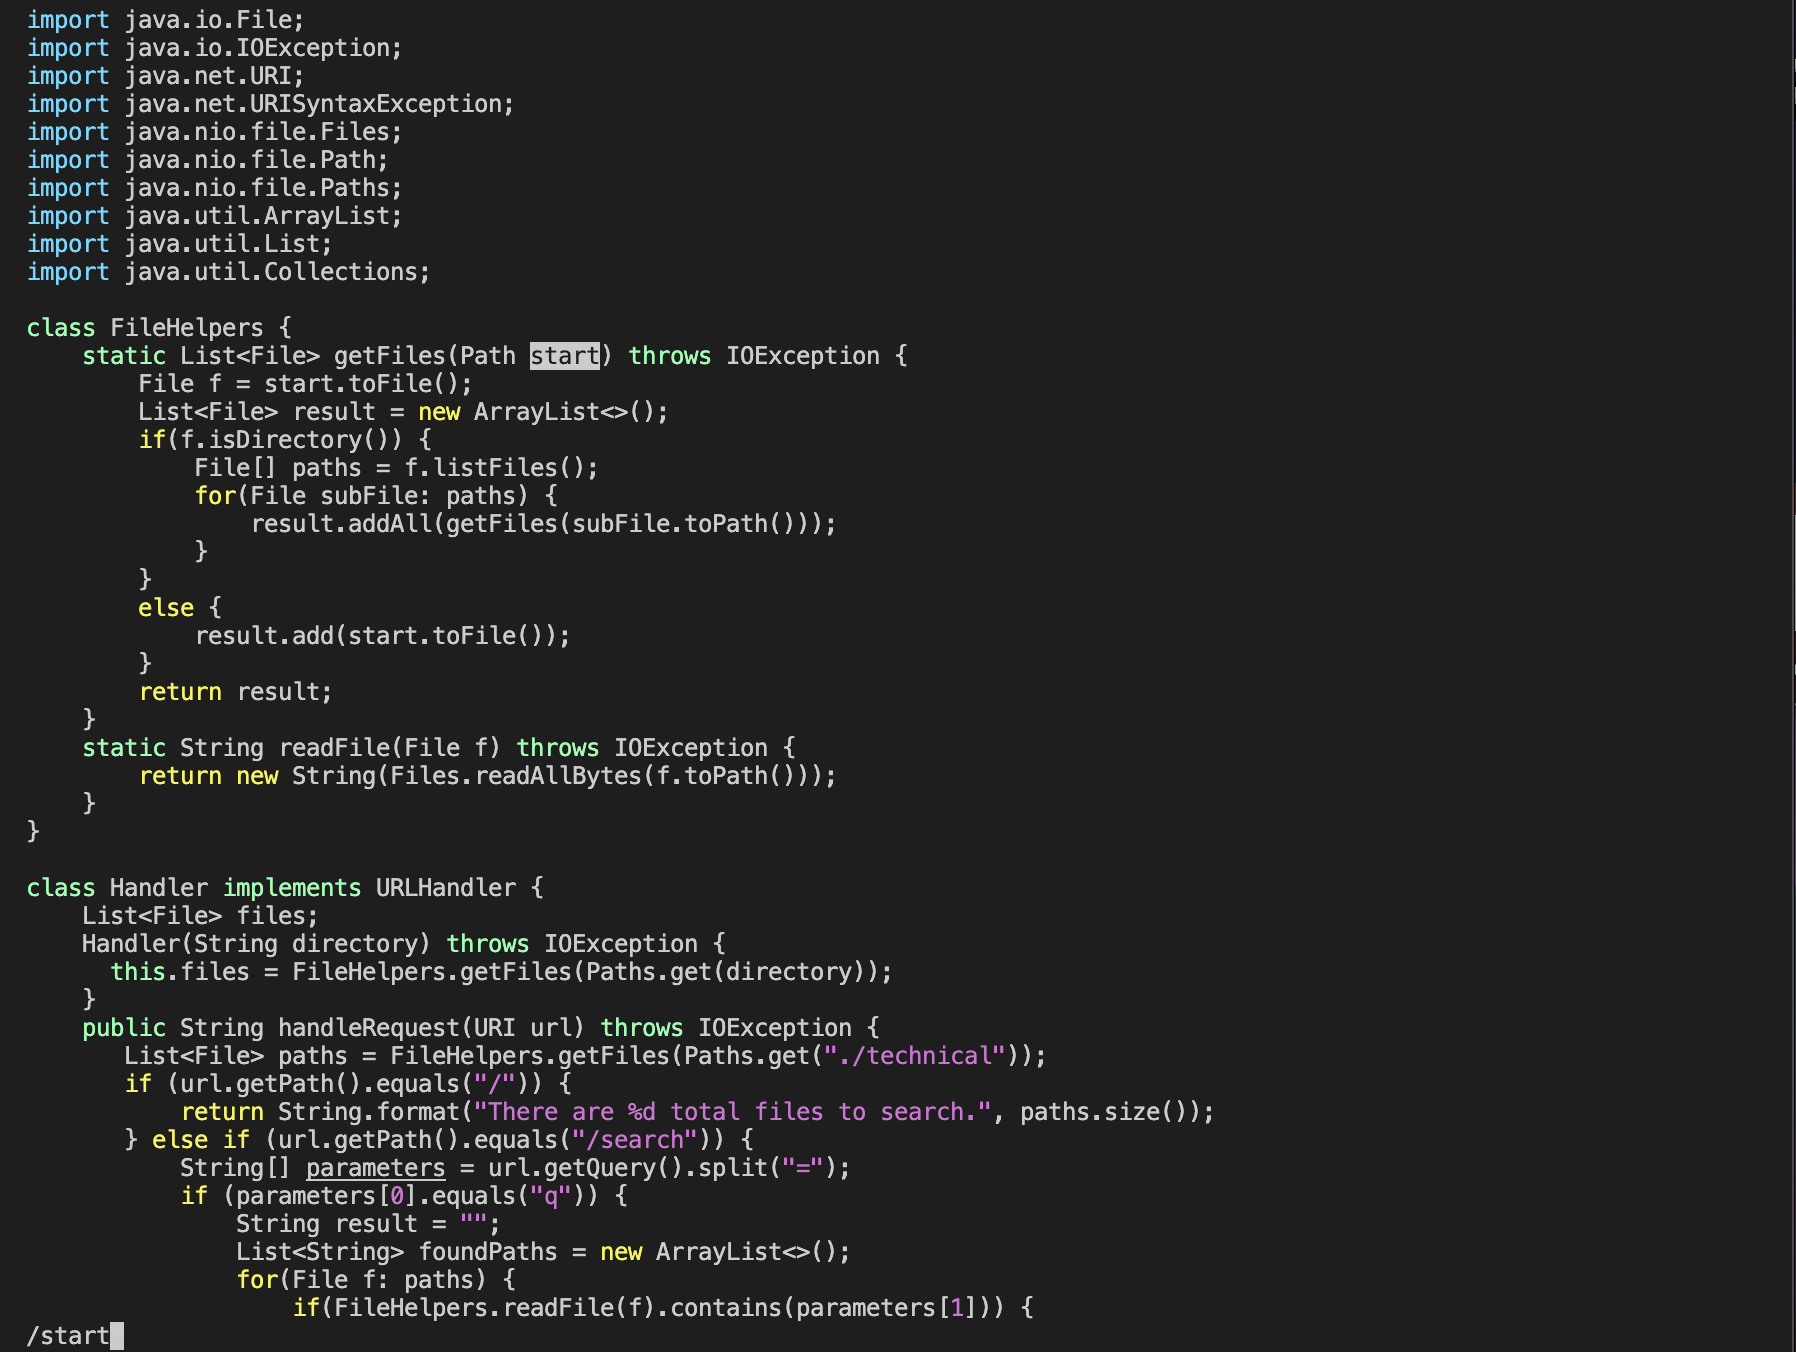 import java.io.File;
import java.io.IOException;
import java.net.URI;
import java.net.URISyntaxException;
import java.nio.file.Files;
import java.nio.file.Path;
import java.nio.file.Paths;
import java.util.ArrayList;
import java.util.List;
import java.util.Collections;

class FileHelpers {
    static List<File> getFiles(Path start) throws IOException {
        File f = start.toFile();
        List<File> result = new ArrayList<>();
        if(f.isDirectory()) {
            File[] paths = f.listFiles();
            for(File subFile: paths) {
                result.addAll(getFiles(subFile.toPath()));
            }
        }
        else {
            result.add(start.toFile());
        }
        return result;
    }
    static String readFile(File f) throws IOException {
        return new String(Files.readAllBytes(f.toPath()));
    }
}

class Handler implements URLHandler {
    List<File> files;
    Handler(String directory) throws IOException {
      this.files = FileHelpers.getFiles(Paths.get(directory));
    }
    public String handleRequest(URI url) throws IOException {
       List<File> paths = FileHelpers.getFiles(Paths.get("./technical"));
       if (url.getPath().equals("/")) {
           return String.format("There are %d total files to search.", paths.size());
       } else if (url.getPath().equals("/search")) {
           String[] parameters = url.getQuery().split("=");
           if (parameters[0].equals("q")) {
               String result = "";
               List<String> foundPaths = new ArrayList<>();
               for(File f: paths) {
                   if(FileHelpers.readFile(f).contains(parameters[1])) {
/start